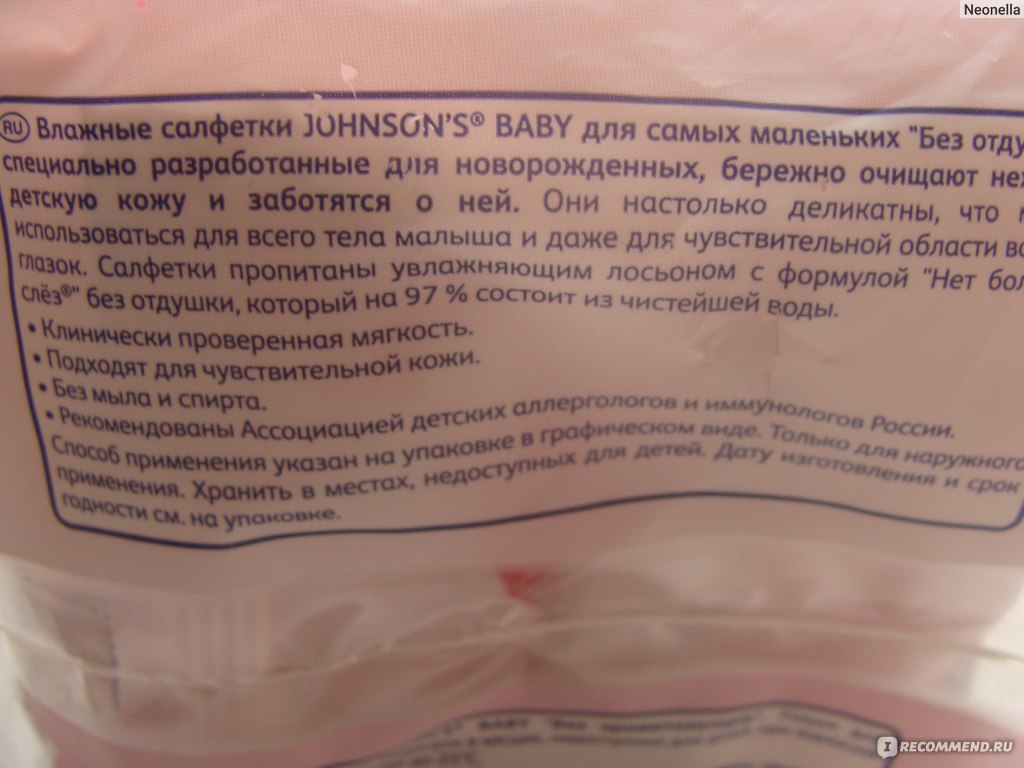 Neonella
RU Влажные салфетки JOHNSON'S® BABY для самых маленьких "Без отду
специально разработанные для новорожденных, бережно очищают неж
детскую кожу и заботятся о ней. Они настолько деликатны, что м
использоваться для всего тела малыша и даже для чувствительной области во
глазок. Салфетки пропитаны увлажняющим лосьоном с формулой "Нет бол
слёз®" без отдушки, который на 97 % состоит из чистейшей воды.
• Клинически проверенная мягкость.
• Подходят для чувствительной кожи.
• Без мыла и спирта.
• Рекомендованы Ассоциацией детских аллергологов и иммунологов России.
Способ применения указан на упаковке в графическом виде. Только для наружного
применения. Хранить в местах, недоступных для детей. Дату изготовления и срок
годности см. на упаковке.
BABY
IRECOMMEND.RU